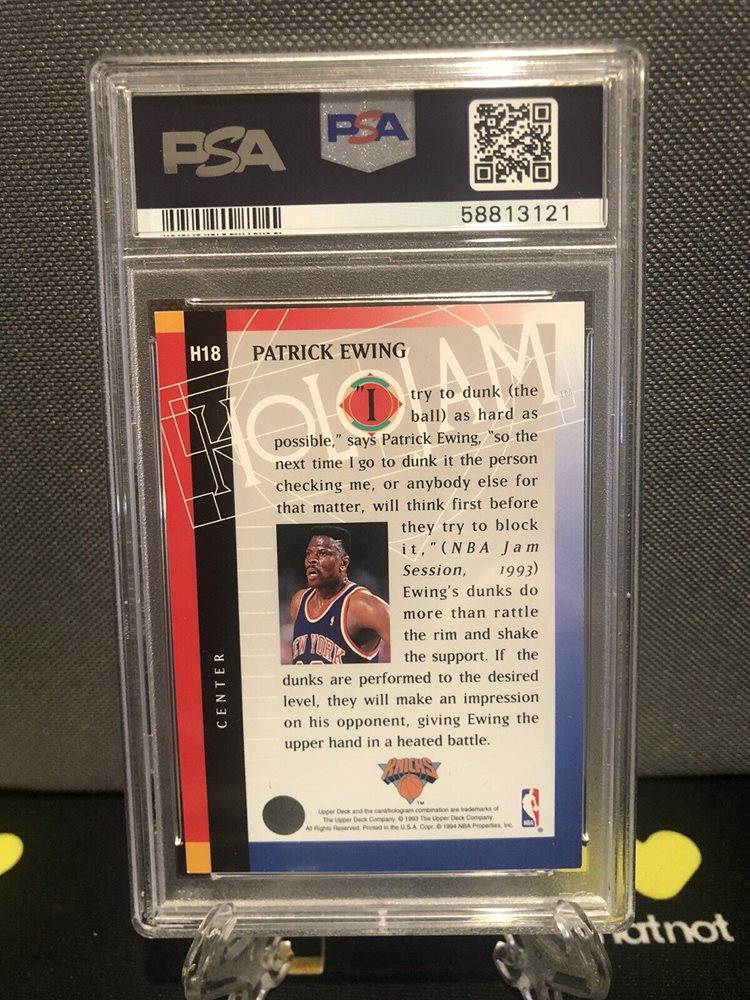 PSA
PSA
58813121
H18
PATRICK EWING
HOLOJAM
"I try to dunk (the
ball) as hard as
possible," says Patrick Ewing, "so the
next time I go to dunk it the person
checking me, or anybody else for
that matter, will think first before
they try to block
it," (NBA Jam
Session, 1993)
Ewing's dunks do
more than rattle
the rim and shake
the support. If the
dunks are performed to the desired
level, they will make an impression
on his opponent, giving Ewing the
upper hand in a heated battle.
CENTER
NEW YORK
KNICKS
TM
Upper Deck and the card/hologram combination are trademarks of
The Upper Deck Company. © 1993 The Upper Deck Company.
All Rights Reserved. Printed in the U.S.A. Copr. © 1994 NBA Properties, Inc.
NBA
®
hatnot